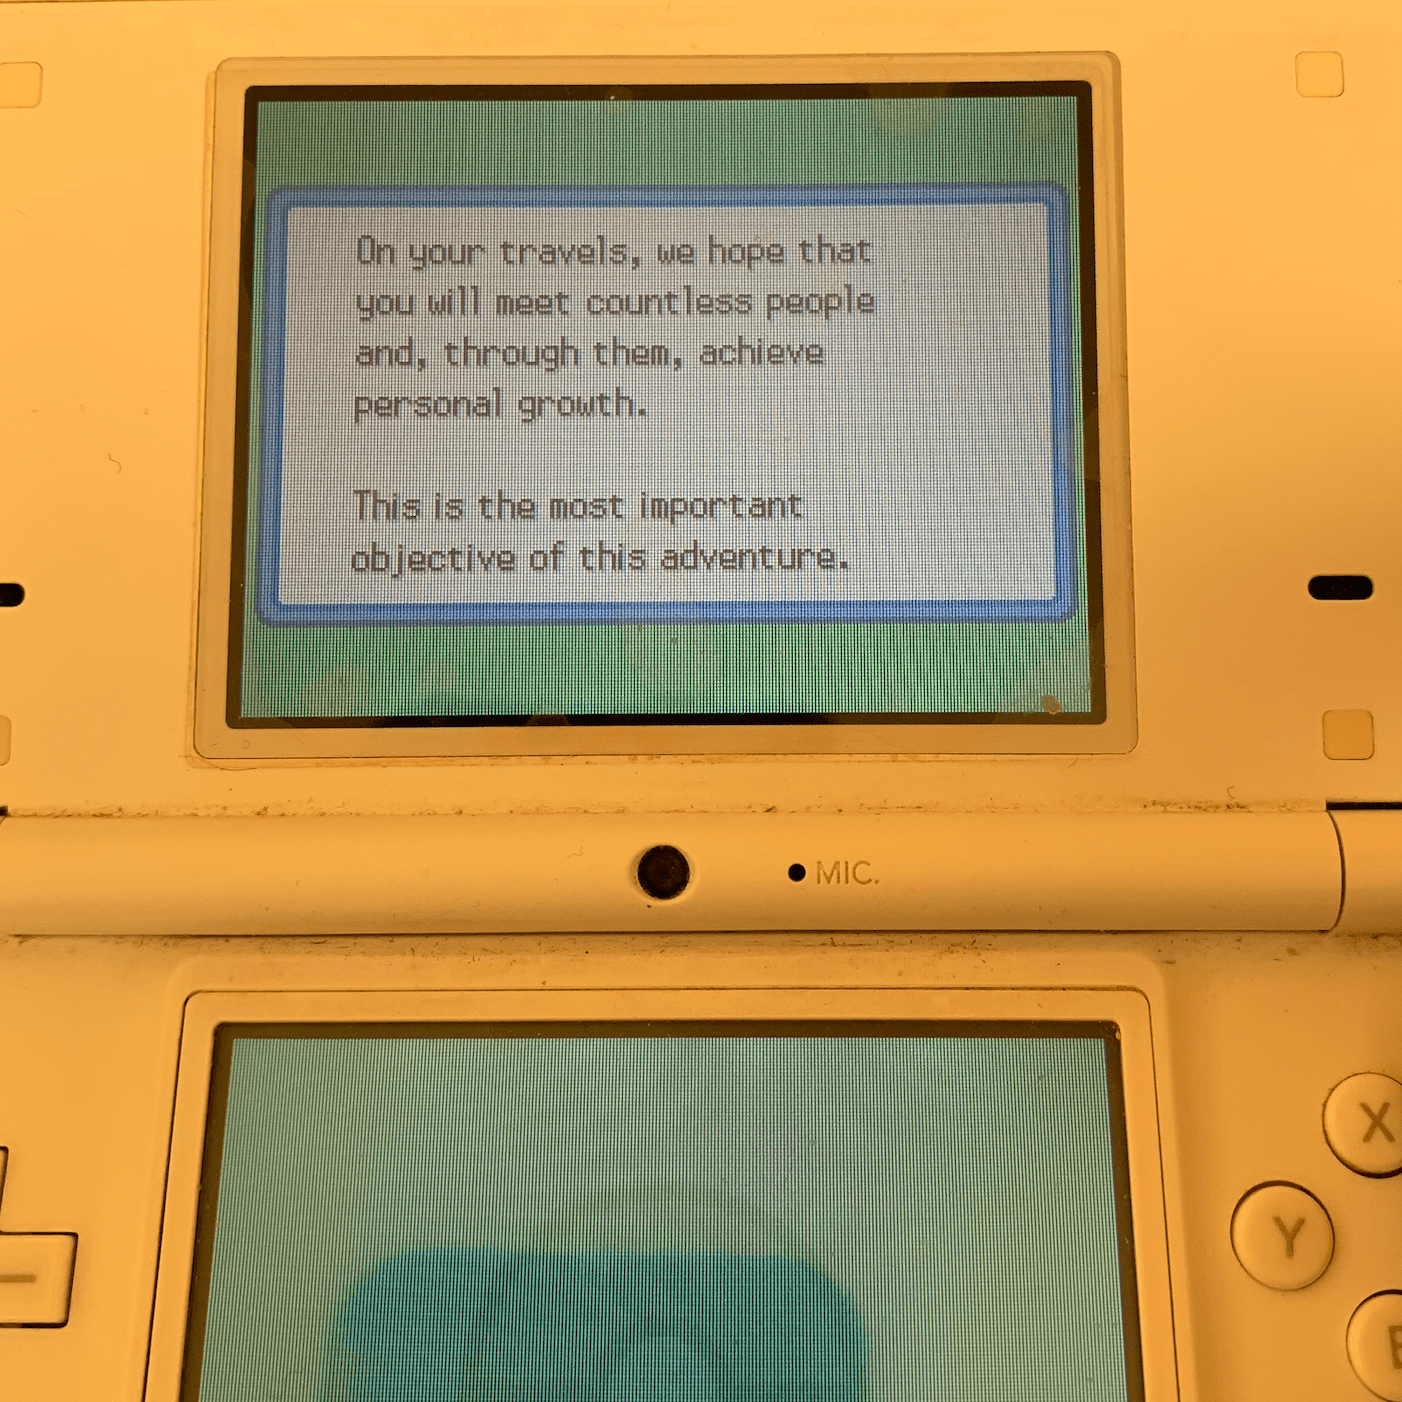 On your travels, we hope that
you will meet countless people
and, through them, achieve
personal growth.
This is the most important
objective of this adventure.
MIC.
X
Y